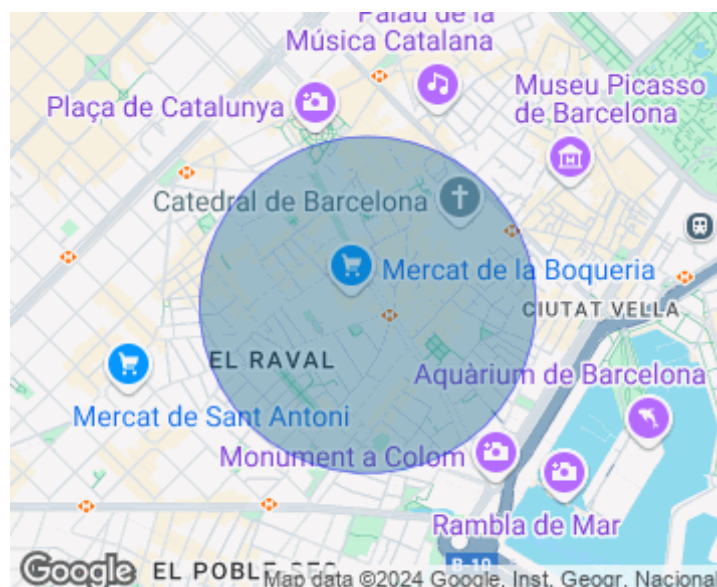 Palau de la
Música Catalana
Plaça de Catalunya
Museu Picasso
de Barcelona
Catedral de Barcelona
Mercat de la Boqueria
CIUTAT VELLA
EL RAVAL
Aquàrium de Barcelona
Mercat de Sant Antoni
Monument a Colom
Rambla de Mar
B-10
Google
EL POBLE SEC
Map data ©2024 Google, Inst. Geogr. Nacional